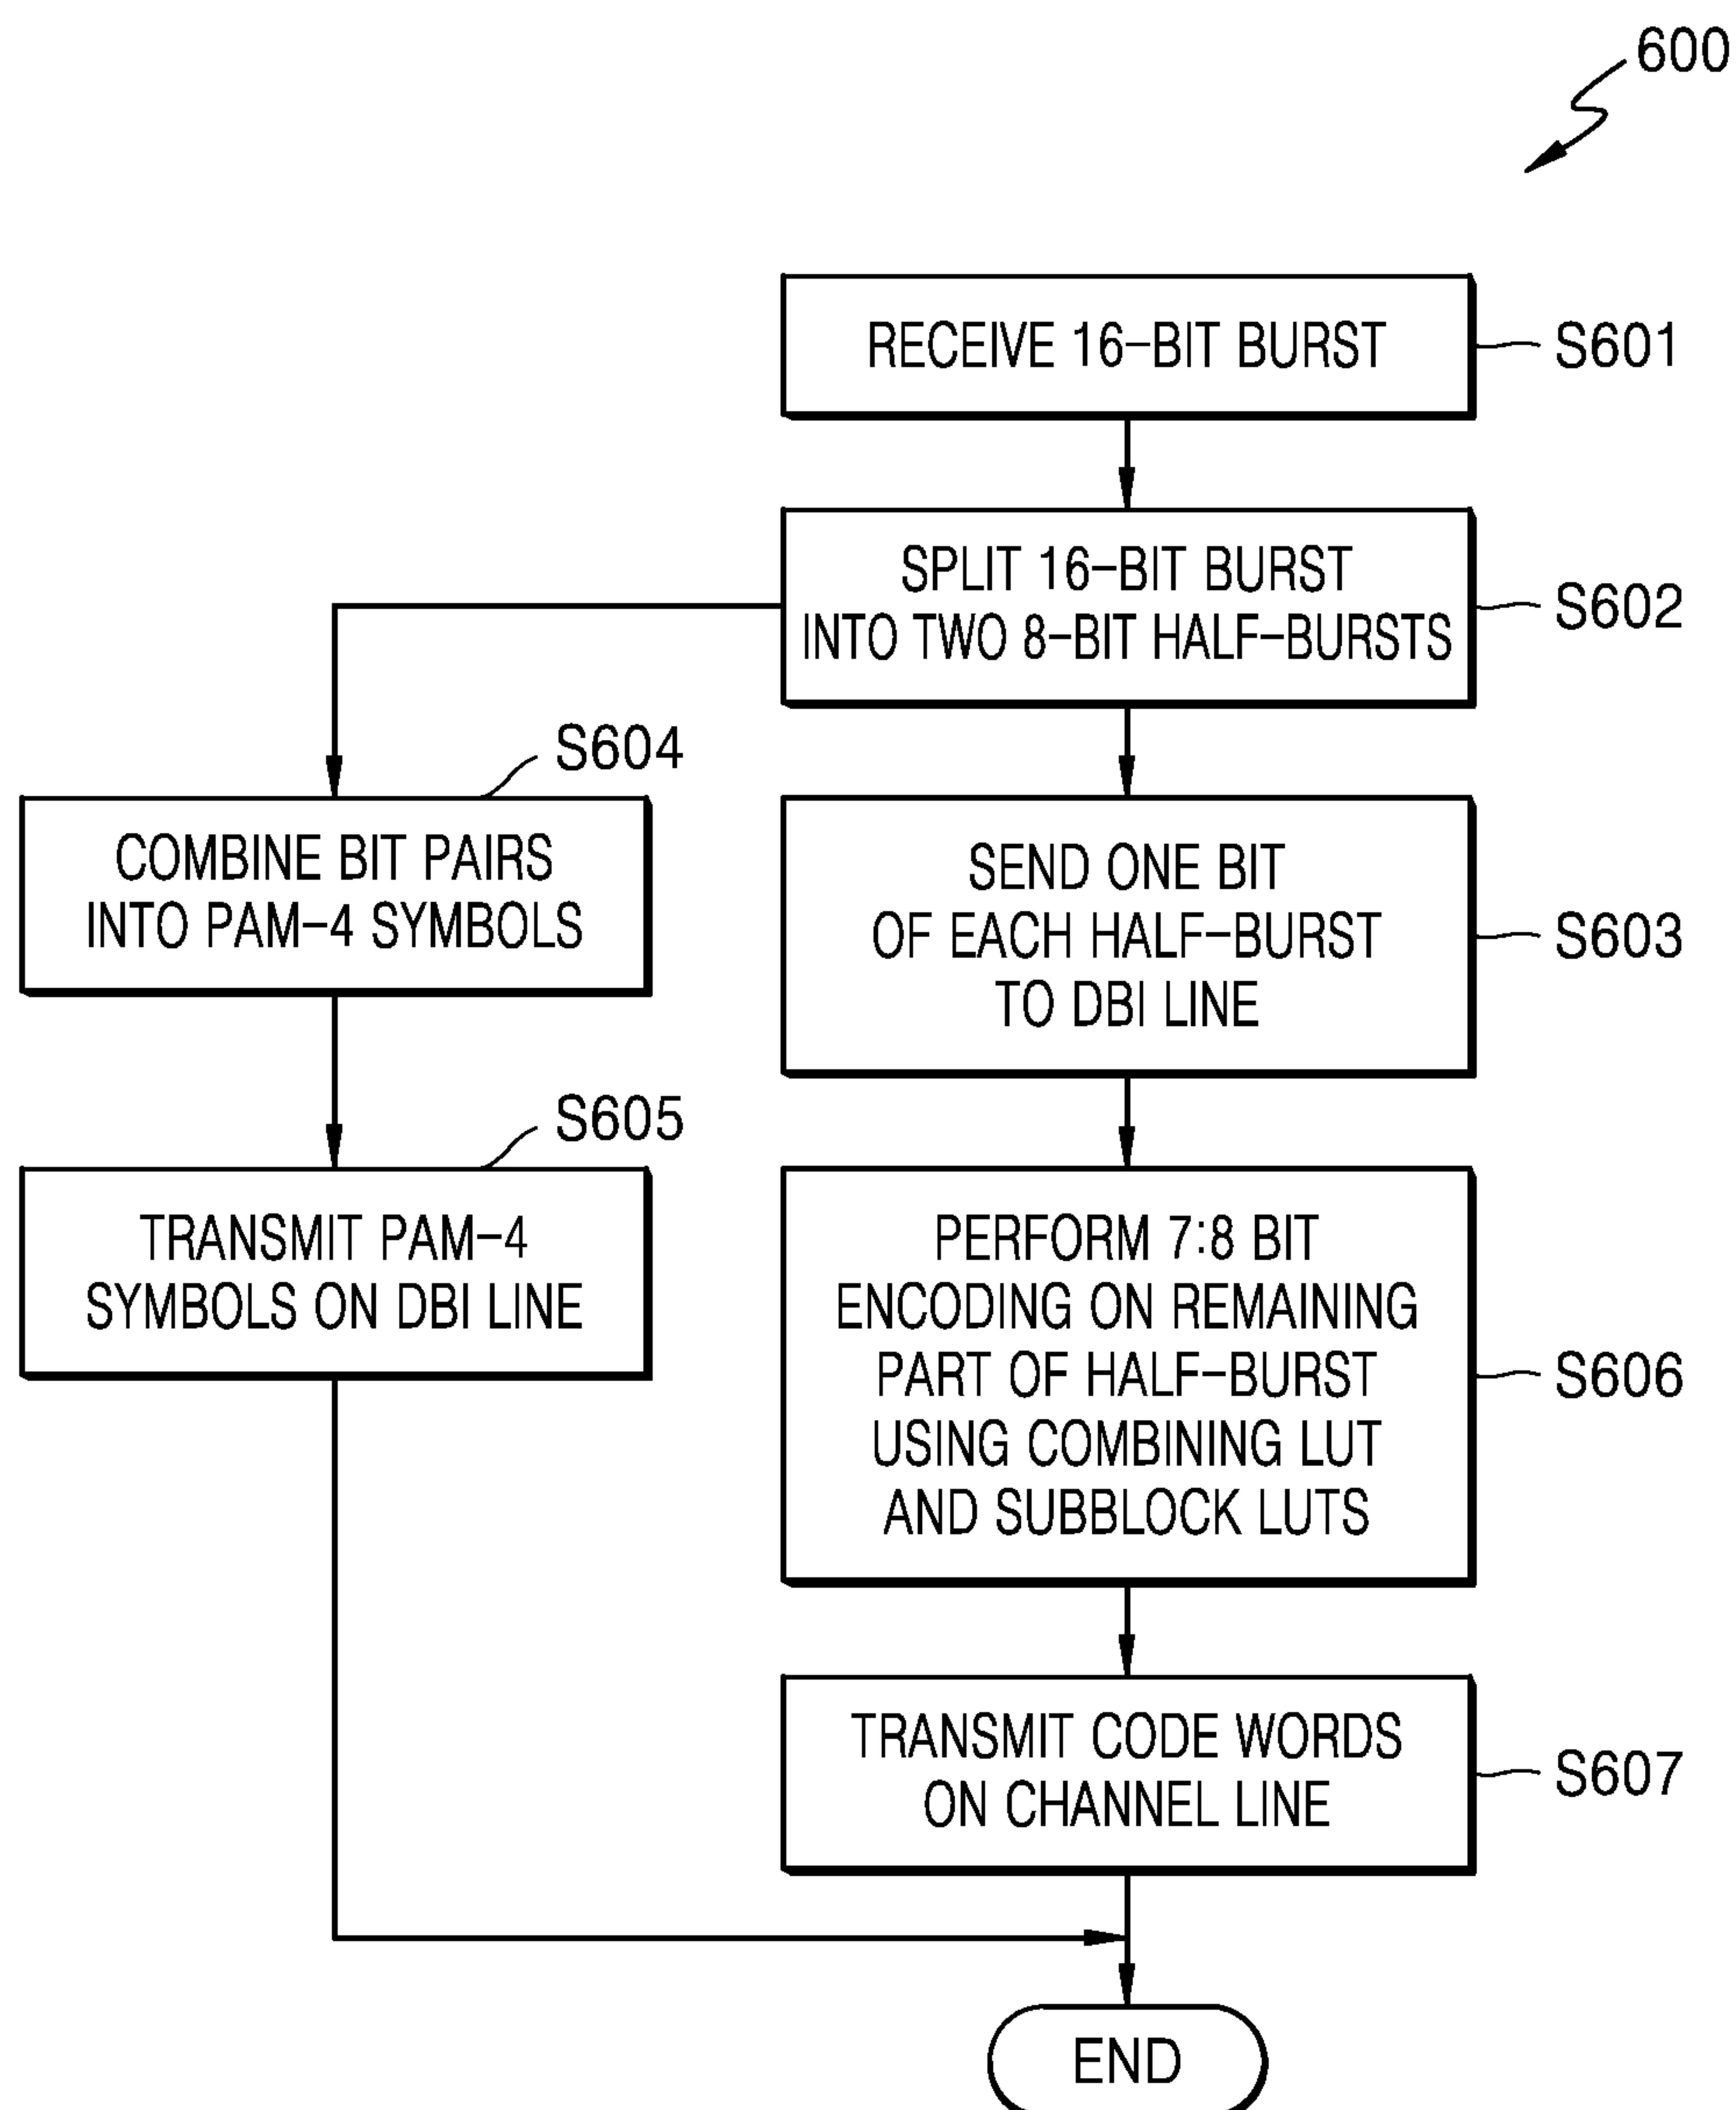 600
RECEIVE 16-BIT BURST
S601
SPLIT 16-BIT BURST
INTO TWO 8-BIT HALF-BURSTS
S602
SEND ONE BIT
OF EACH HALF-BURST
TO DBI LINE
S603
S604
COMBINE BIT PAIRS
INTO PAM-4 SYMBOLS
S605
TRANSMIT PAM-4
SYMBOLS ON DBI LINE
PERFORM 7:8 BIT
ENCODING ON REMAINING
PART OF HALF-BURST
USING COMBINING LUT
AND SUBBLOCK LUTS
S606
TRANSMIT CODE WORDS
ON CHANNEL LINE
S607
END